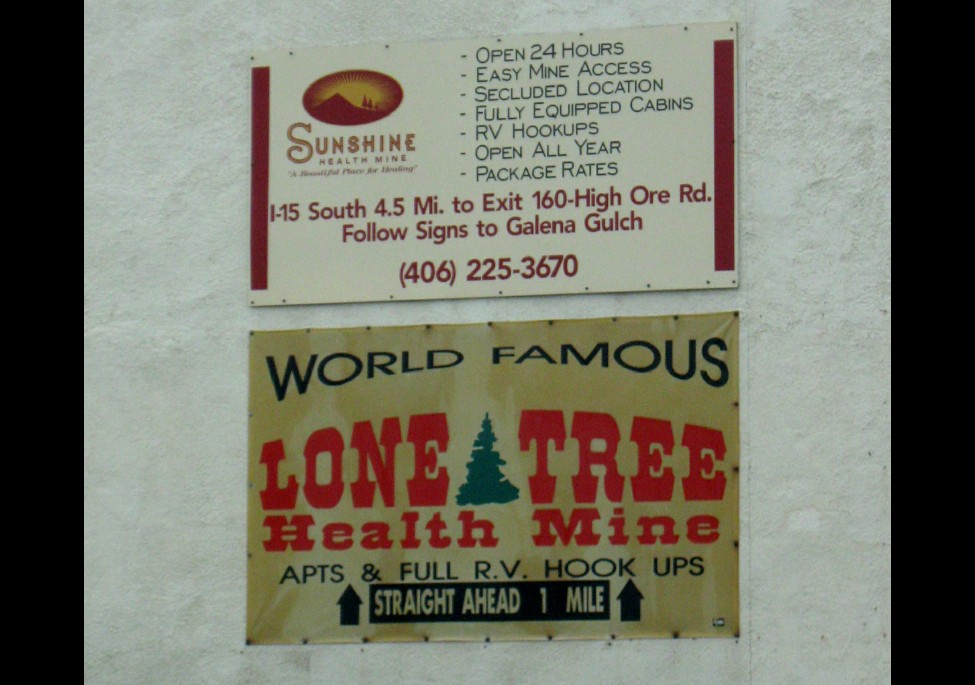 - OPEN 24 HOURS
- EASY MINE ACCESS
- SECLUDED LOCATION
- FULLY EQUIPPED CABINS
- RV HOOKUPS
- OPEN ALL YEAR
- PACKAGE RATES
SUNSHINE
HEALTH MINE
"A Beautiful Place for Healing"
I-15 South 4.5 Mi. to Exit 160-High Ore Rd.
Follow Signs to Galena Gulch
(406) 225-3670
WORLD FAMOUS
LONE TREE
Health Mine
APTS & FULL R.V. HOOK UPS
STRAIGHT AHEAD 1 MILE